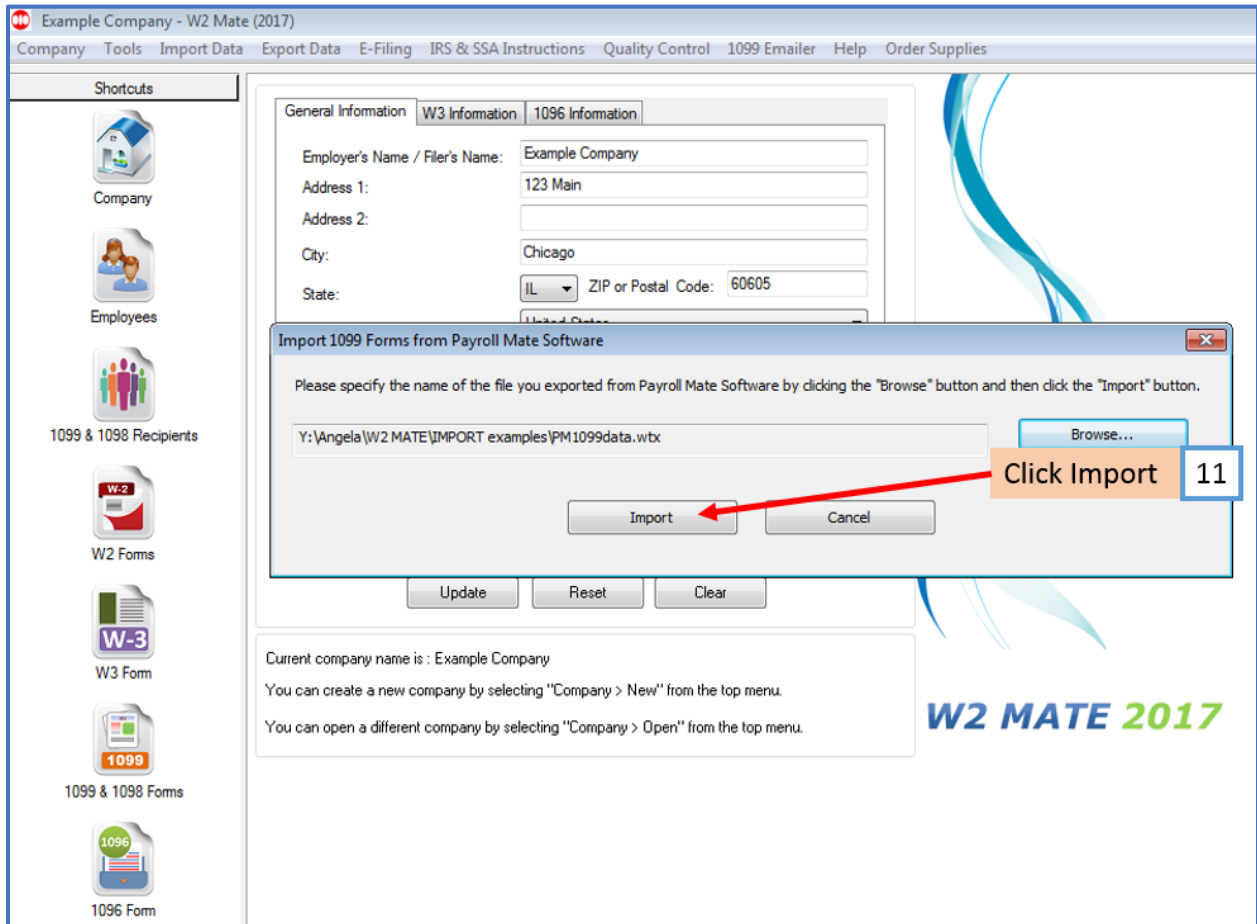 Example Company - W2 Mate (2017)
Company Tools Import Data Export Data E-Filing IRS & SSA Instructions Quality Control 1099 Emailer Help Order Supplies
Shortcuts
Company
Employees
1099 & 1098 Recipients
W-2
W2 Forms
W-3
W3 Form
1099
1099 & 1098 Forms
1096
1096 Form
General Information W3 Information 1096 Information
Employer's Name / Filer's Name: Example Company
Address 1: 123 Main
Address 2:
City: Chicago
State: IL ZIP or Postal Code: 60605
United States
Import 1099 Forms from Payroll Mate Software
Please specify the name of the file you exported from Payroll Mate Software by clicking the "Browse" button and then click the "Import" button.
Y:\Angela\W2 MATE\IMPORT examples\PM1099data.wtx
Browse...
Click Import 11
Import Cancel
Update Reset Clear
Current company name is : Example Company
You can create a new company by selecting "Company > New" from the top menu.
You can open a different company by selecting "Company > Open" from the top menu.
W2 MATE 2017